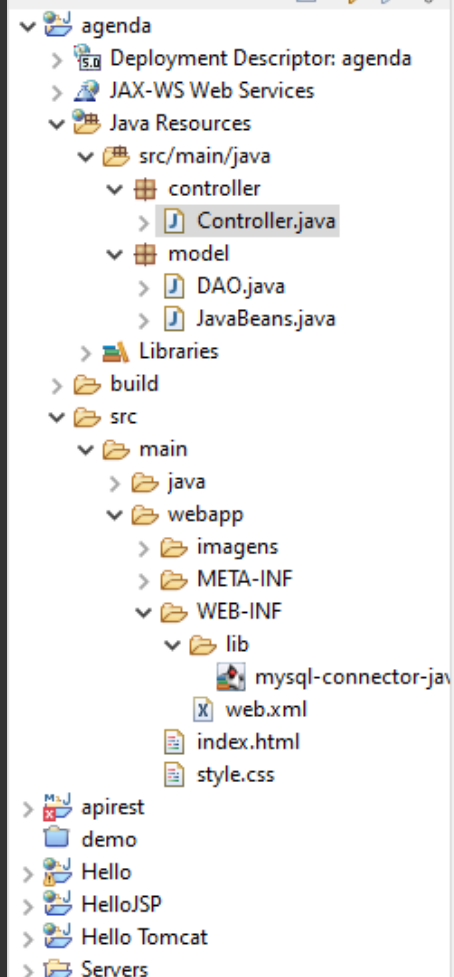 agenda
Deployment Descriptor: agenda
JAX-WS Web Services
Java Resources
src/main/java
controller
Controller.java
model
DAO.java
JavaBeans.java
Libraries
build
src
main
java
webapp
imagens
META-INF
WEB-INF
lib
mysql-connector-jav
web.xml
index.html
style.css
apirest
demo
Hello
HelloJSP
Hello Tomcat
Servers